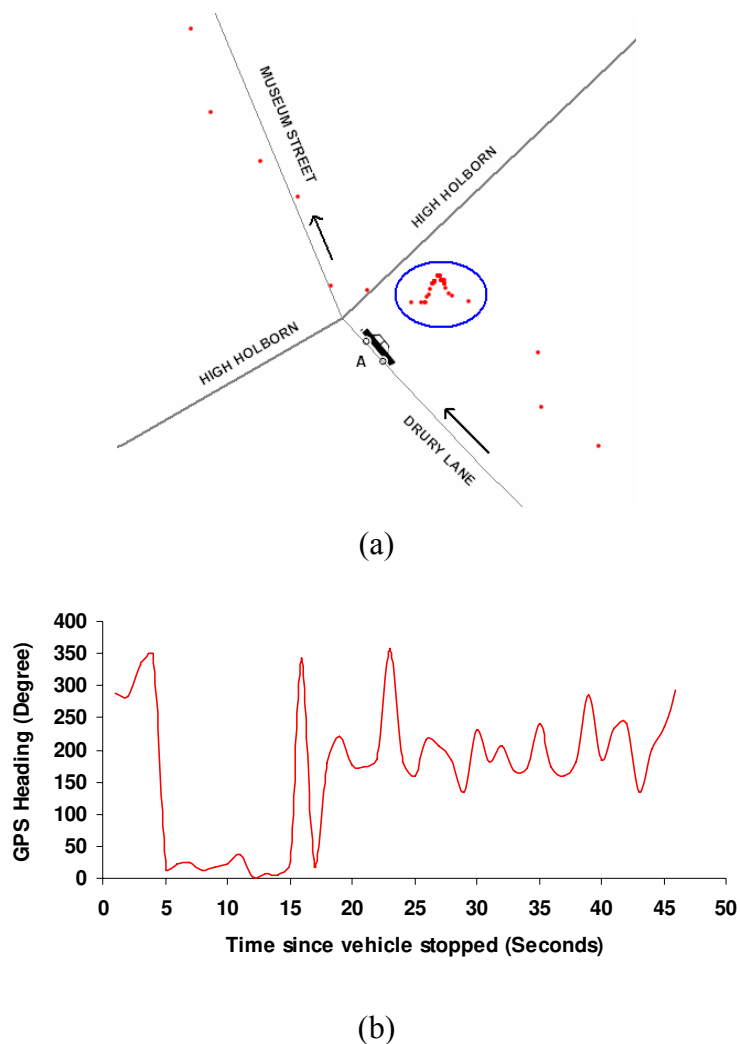 MUSEUM STREET
HIGH HOLBORN
HIGH HOLBORN
A
DRURY LANE
(a)
400
350
300
250
200
150
100
50
0
GPS Heading (Degree)
0 5 10 15 20 25 30 35 40 45 50
Time since vehicle stopped (Seconds)
(b)